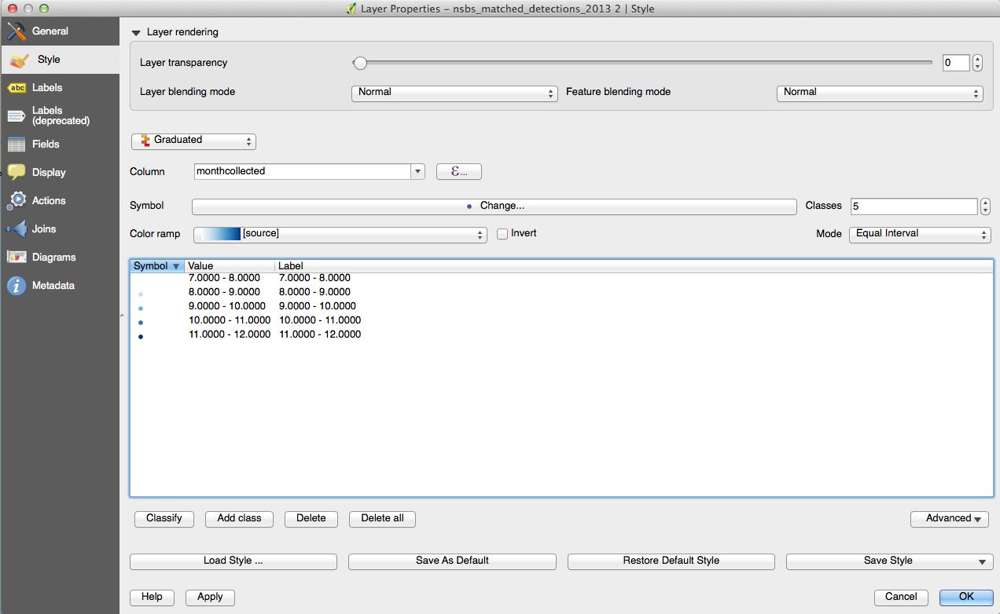 Layer Properties – nsbs_matched_detections_2013 2 | Style
General
Style
abc Labels
Labels
(deprecated)
Fields
Display
Actions
Joins
Diagrams
i Metadata
Layer rendering
Layer transparency 0
Layer blending mode Normal Feature blending mode Normal
Graduated
Column monthcollected ε...
Symbol Change... Classes 5
Color ramp [source] Invert Mode Equal Interval
Symbol Value Label
7.0000 - 8.0000 7.0000 - 8.0000
8.0000 - 9.0000 8.0000 - 9.0000
9.0000 - 10.0000 9.0000 - 10.0000
10.0000 - 11.0000 10.0000 - 11.0000
11.0000 - 12.0000 11.0000 - 12.0000
Classify Add class Delete Delete all Advanced
Load Style ... Save As Default Restore Default Style Save Style
Help Apply Cancel OK